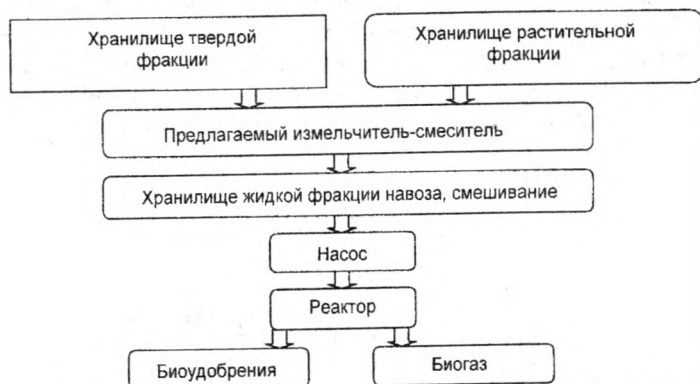 Хранилище твердой
фракции
Хранилище растительной
фракции
Предлагаемый измельчитель-смеситель
Хранилище жидкой фракции навоза, смешивание
Насос
Реактор
Биоудобрения
Биогаз